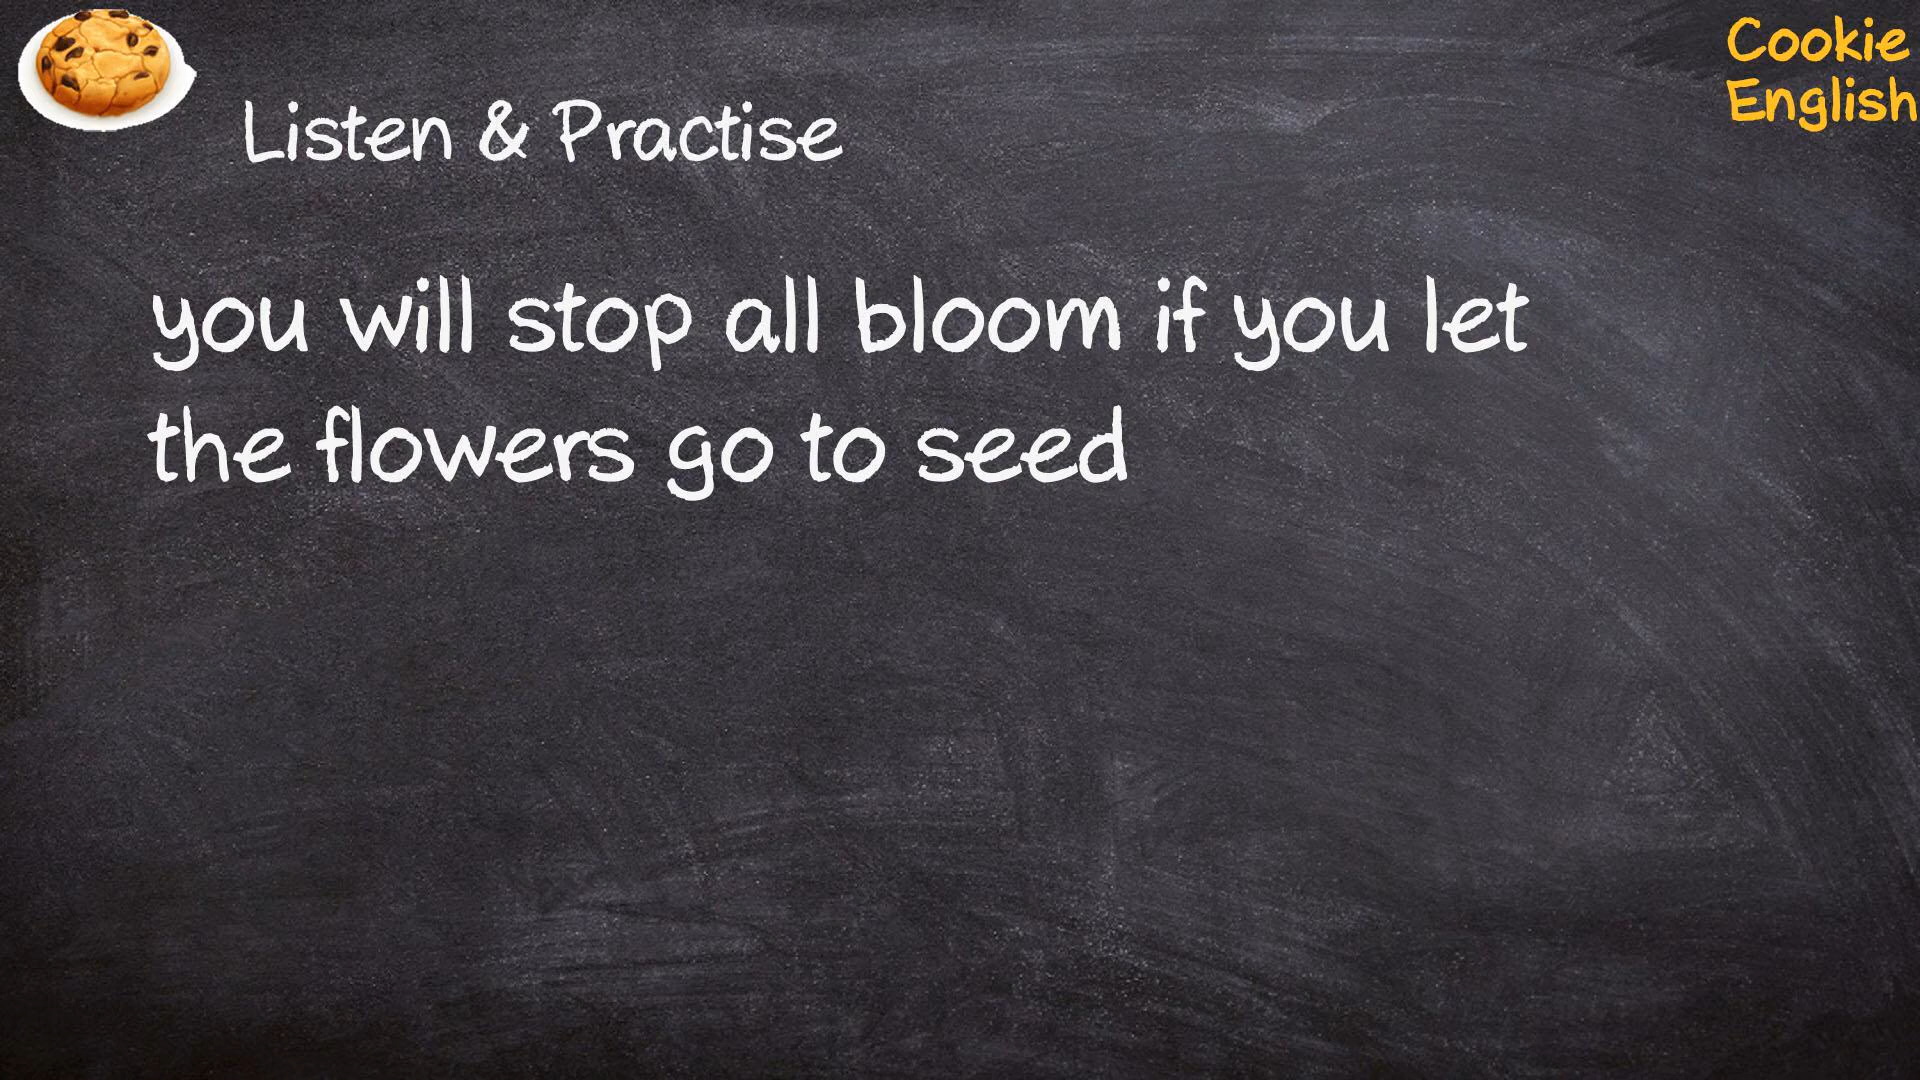 Cookie
English
Listen & Practise
you will stop all bloom if you let
the flowers go to seed